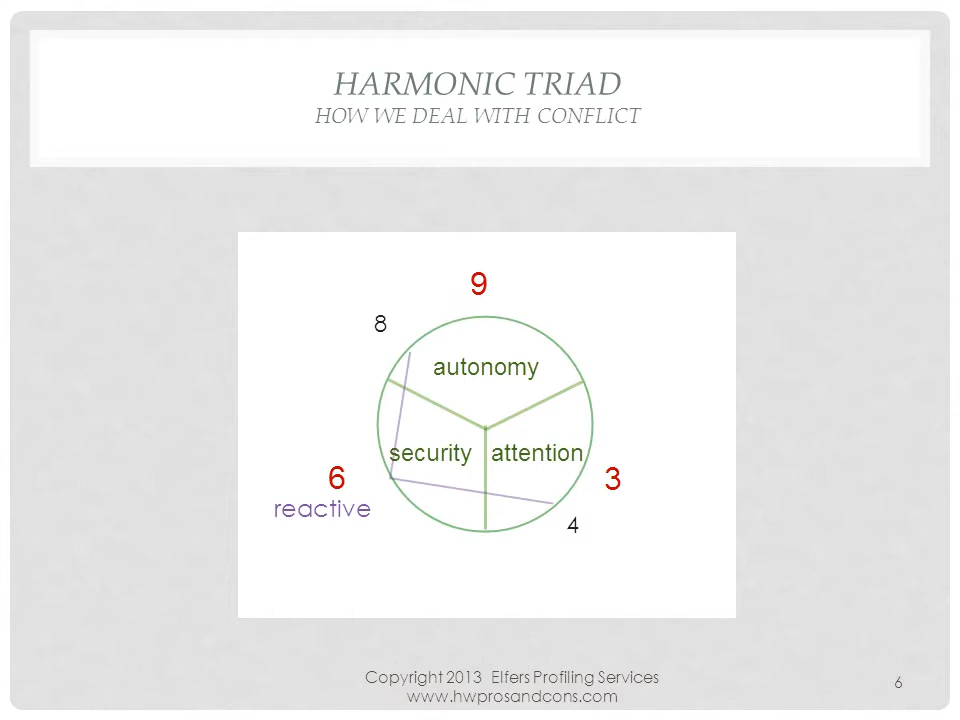 HARMONIC TRIAD
HOW WE DEAL WITH CONFLICT
9
8
autonomy
security attention
6 3
reactive
4
Copyright 2013 Elfers Profiling Services
www.hwprosandcons.com
6